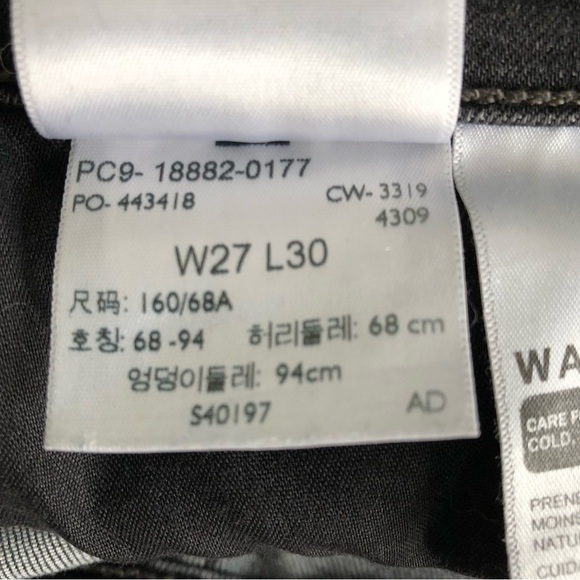 PC9- 18882-0177
PO- 443418
CW- 3319
4309
W27 L30
尺码: 160/68A
호칭: 68 -94 허리둘레: 68 cm
엉덩이둘레: 94cm
S40197
AD
WA
CARE F
COLD.
PRENE
MOINS
NATU
CUID